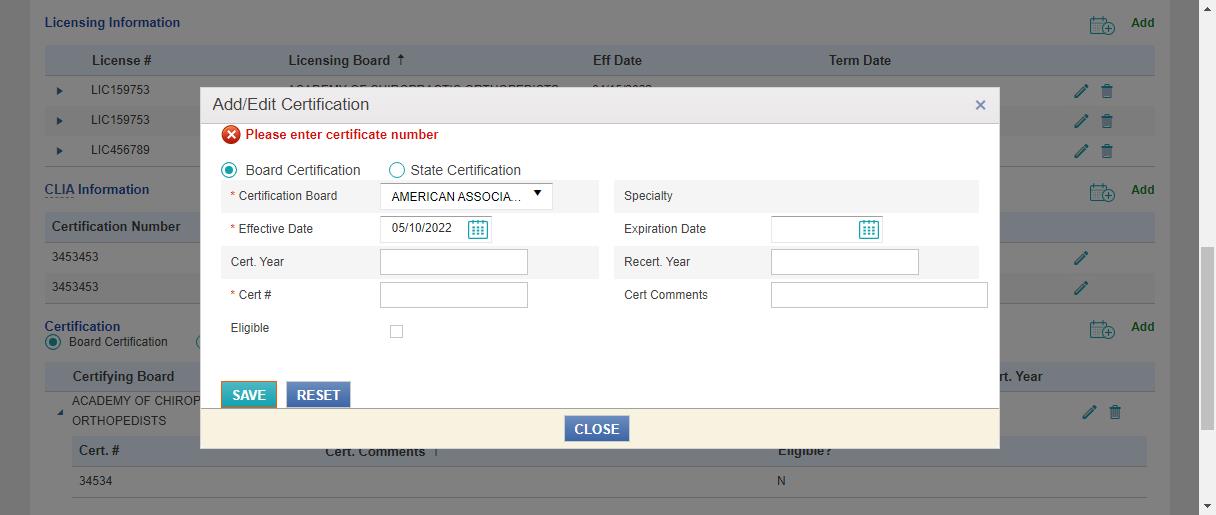 Licensing Information Add
License # Licensing Board ↑ Eff Date Term Date
LIC159753
LIC159753
LIC456789
CLIA Information Add
Certification Number
3453453
3453453
Certification Add
Board Certification
Certifying Board rt. Year
ACADEMY OF CHIROP
ORTHOPEDISTS
Cert. # Cert. Comments Eligible?
34534 N
Add/Edit Certification ×
Please enter certificate number
Board Certification State Certification
* Certification Board AMERICAN ASSOCIA... Specialty
* Effective Date 05/10/2022 Expiration Date
Cert. Year Recert. Year
* Cert # Cert Comments
Eligible
SAVE RESET
CLOSE